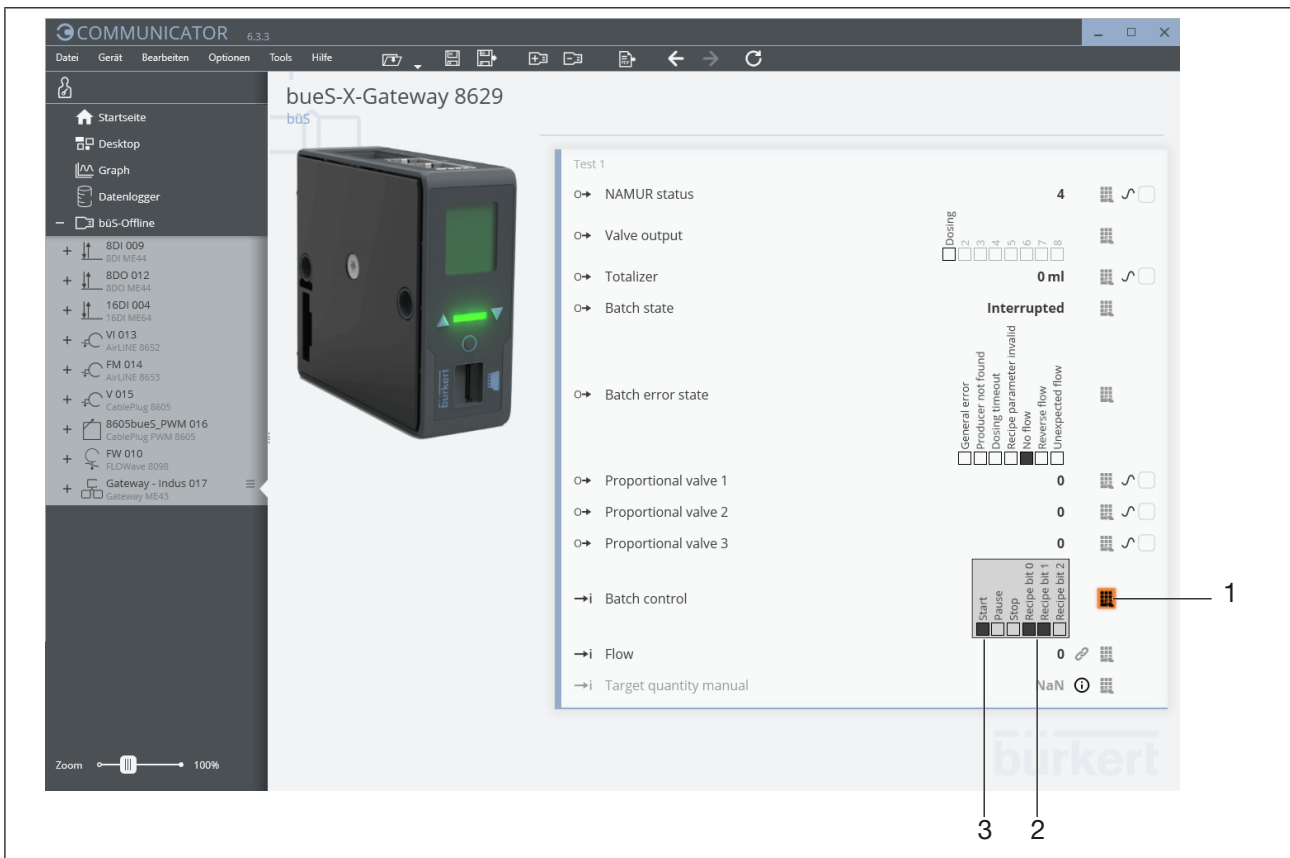 COMMUNICATOR 6.3.3
Datei Gerät Bearbeiten Optionen Tools Hilfe
Startseite
Desktop
Graph
Datenlogger
büS-Offline
8DI 009
8DI ME44
8DO 012
8DO ME44
16DI 004
16DI ME64
VI 013
AirLINE 8652
FM 014
AirLINE 8653
V 015
CablePlug 8605
8605bueS_PWM 016
CablePlug PWM 8605
FW 010
FLOWave 8098
Gateway - Indus 017
Gateway ME43
Zoom 100%
bueS-X-Gateway 8629
büS
bürkert
Test 1
NAMUR status 4
Valve output
Dosing 2 3 4 5 6 7 8
Totalizer 0 ml
Batch state Interrupted
Batch error state
General error
Producer not found
Dosing timeout
Recipe parameter invalid
No flow
Reverse flow
Unexpected flow
Proportional valve 1 0
Proportional valve 2 0
Proportional valve 3 0
Batch control
Start
Pause
Stop
Recipe bit 0
Recipe bit 1
Recipe bit 2
1
Flow 0
Target quantity manual NaN
bürkert
3 2